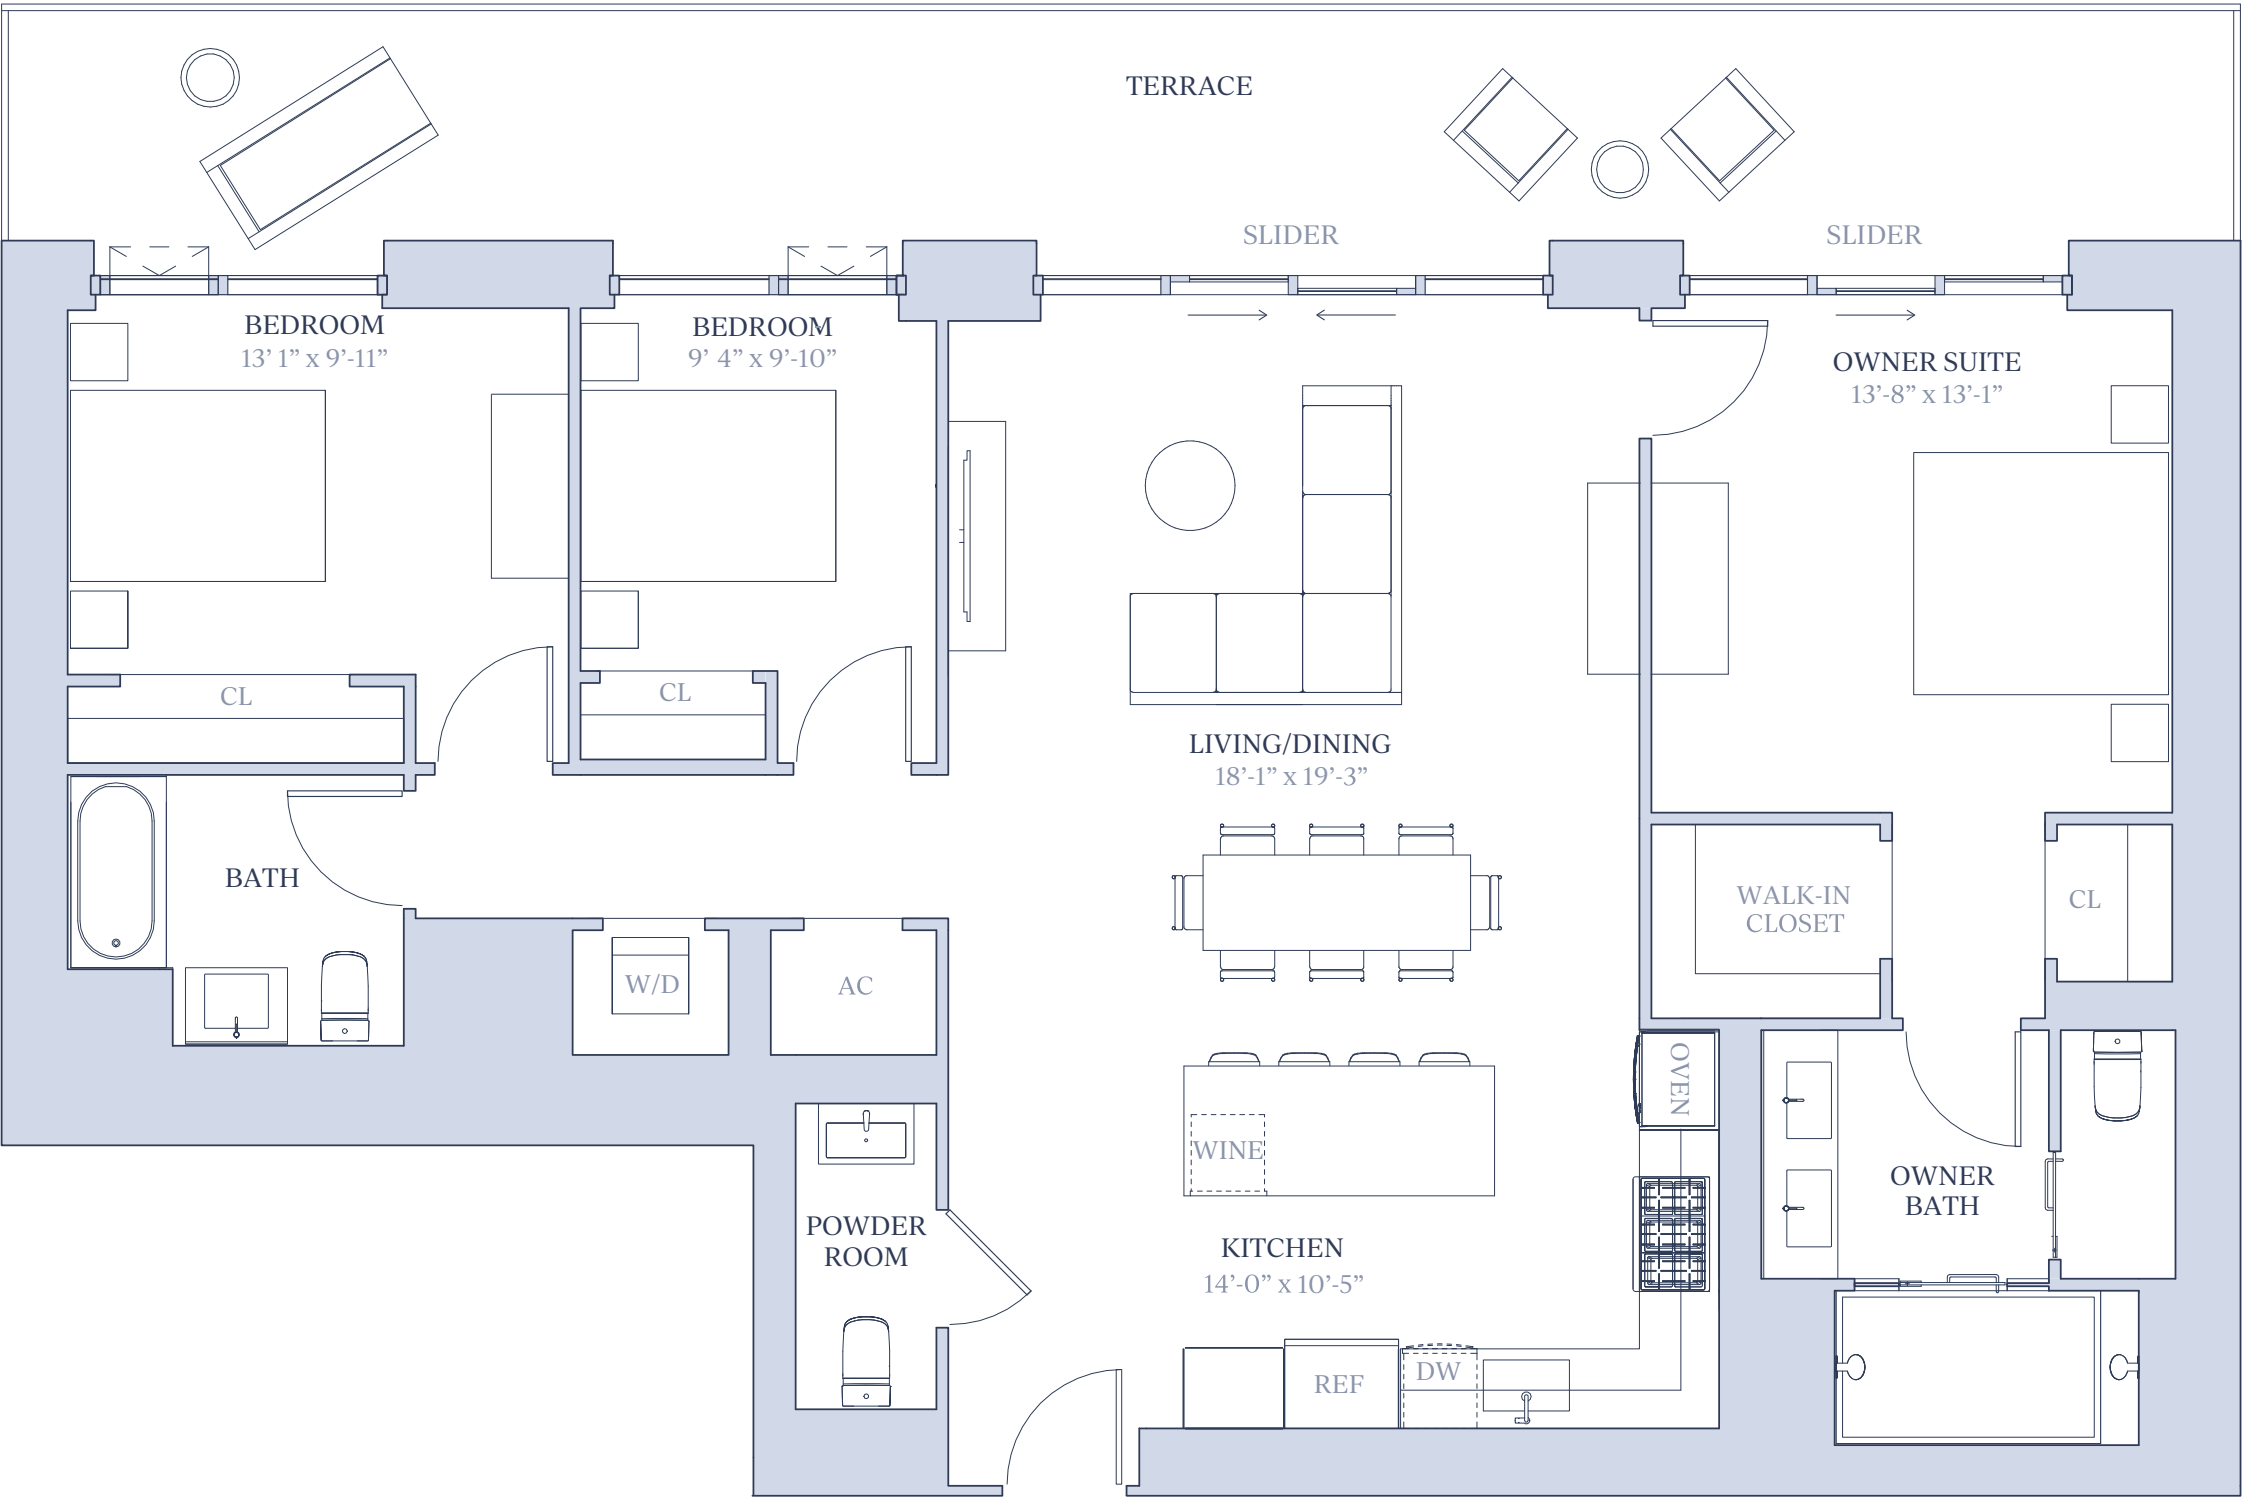 TERRACE
SLIDER
SLIDER
BEDROOM
13’ 1” x 9’-11”
BEDROOM
9’ 4” x 9’-10”
OWNER SUITE
13’-8” x 13’-1”
CL
CL
LIVING/DINING
18’-1” x 19’-3”
BATH
WALK-IN
CLOSET
CL
W/D
AC
OVEN
WINE
OWNER
BATH
POWDER
ROOM
KITCHEN
14’-0” x 10’-5”
REF
DW